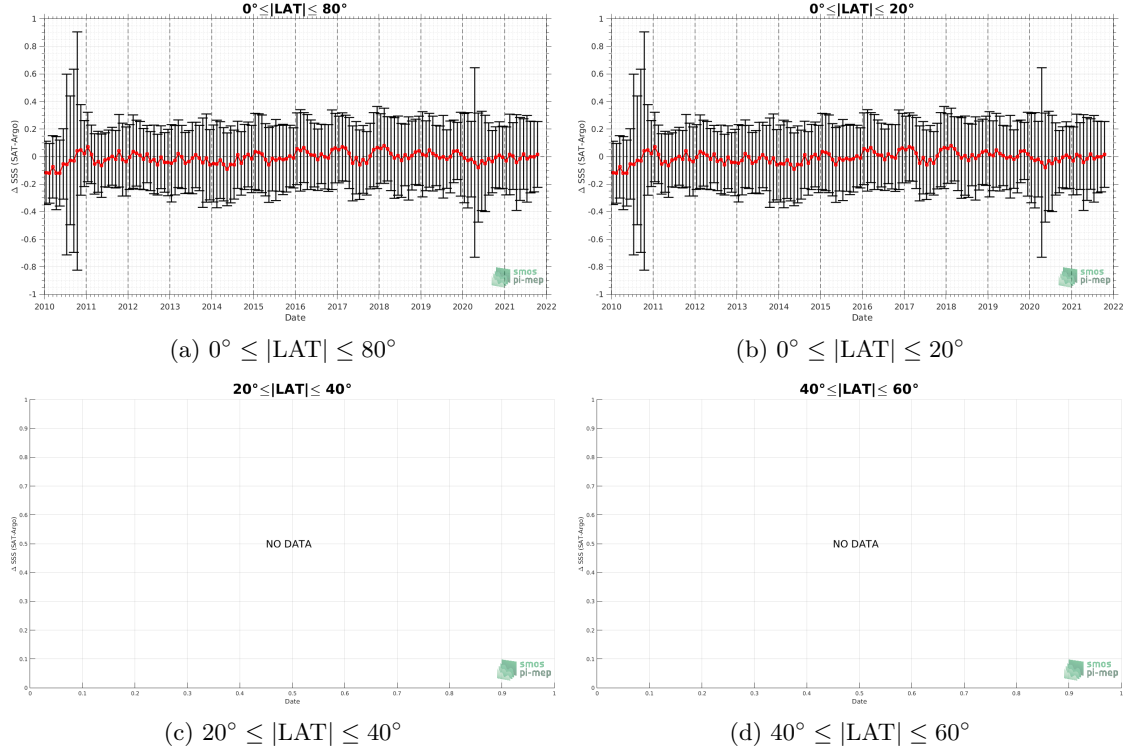 0°≤|LAT|≤ 80°
1
0.8
0.6
0.4
0.2
0
-0.2
-0.4
-0.6
-0.8
-1
Δ SSS (SAT-Argo)
2010 2011 2012 2013 2014 2015 2016 2017 2018 2019 2020 2021 2022
Date
smos
pi-mep
(a) 0° ≤ |LAT| ≤ 80°
0°≤|LAT|≤ 20°
1
0.8
0.6
0.4
0.2
0
-0.2
-0.4
-0.6
-0.8
-1
Δ SSS (SAT-Argo)
2010 2011 2012 2013 2014 2015 2016 2017 2018 2019 2020 2021 2022
Date
smos
pi-mep
(b) 0° ≤ |LAT| ≤ 20°
20°≤|LAT|≤ 40°
1
0.9
0.8
0.7
0.6
0.5
0.4
0.3
0.2
0.1
0
Δ SSS (SAT-Argo)
NO DATA
0 0.1 0.2 0.3 0.4 0.5 0.6 0.7 0.8 0.9 1
Date
smos
pi-mep
(c) 20° ≤ |LAT| ≤ 40°
40°≤|LAT|≤ 60°
1
0.9
0.8
0.7
0.6
0.5
0.4
0.3
0.2
0.1
0
Δ SSS (SAT-Argo)
NO DATA
0 0.1 0.2 0.3 0.4 0.5 0.6 0.7 0.8 0.9 1
Date
smos
pi-mep
(d) 40° ≤ |LAT| ≤ 60°